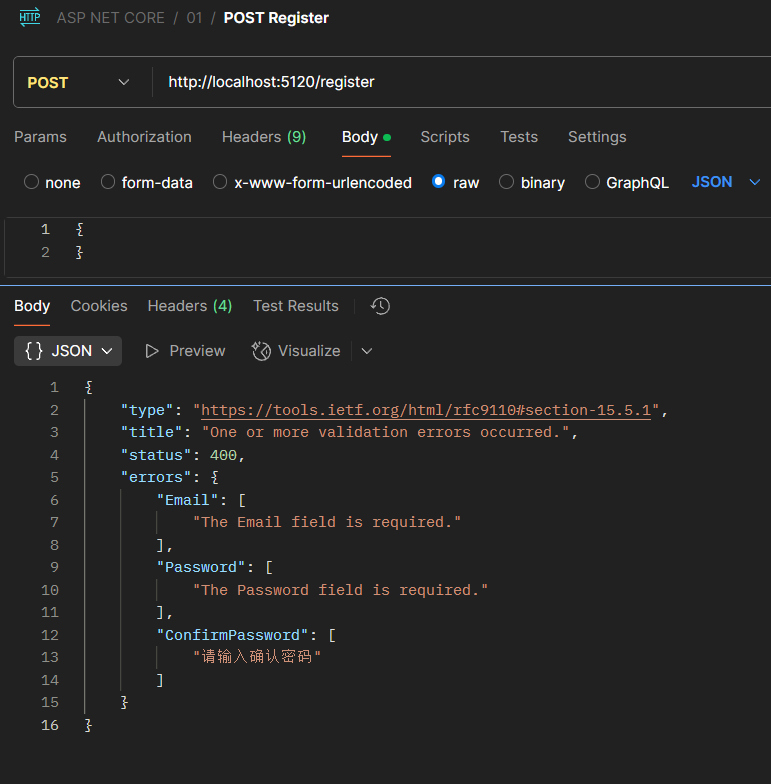 HTTP ASP NET CORE / 01 / POST Register
POST http://localhost:5120/register
Params Authorization Headers (9) Body Scripts Tests Settings
none form-data x-www-form-urlencoded raw binary GraphQL JSON
1 {
2 }
Body Cookies Headers (4) Test Results
{} JSON Preview Visualize
1 {
2 "type": "https://tools.ietf.org/html/rfc9110#section-15.5.1",
3 "title": "One or more validation errors occurred.",
4 "status": 400,
5 "errors": {
6 "Email": [
7 "The Email field is required."
8 ],
9 "Password": [
10 "The Password field is required."
11 ],
12 "ConfirmPassword": [
13 "请输入确认密码"
14 ]
15 }
16 }